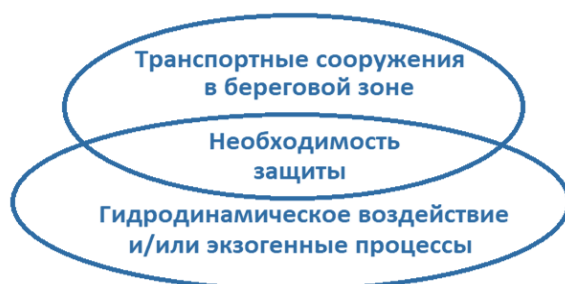 Транспортные сооружения
в береговой зоне
Необходимость
защиты
Гидродинамическое воздействие
и/или экзогенные процессы